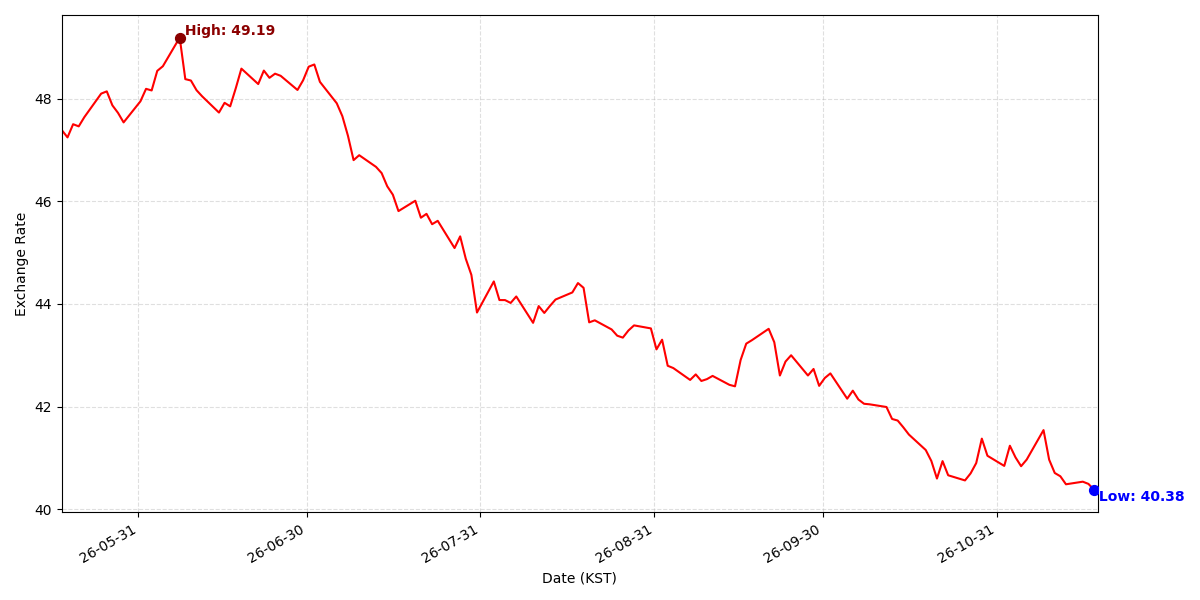 High: 49.19
48
46
44
42
40
Exchange Rate
Low: 40.38
26-05-31
26-06-30
26-07-31
26-08-31
26-09-30
26-10-31
Date (KST)